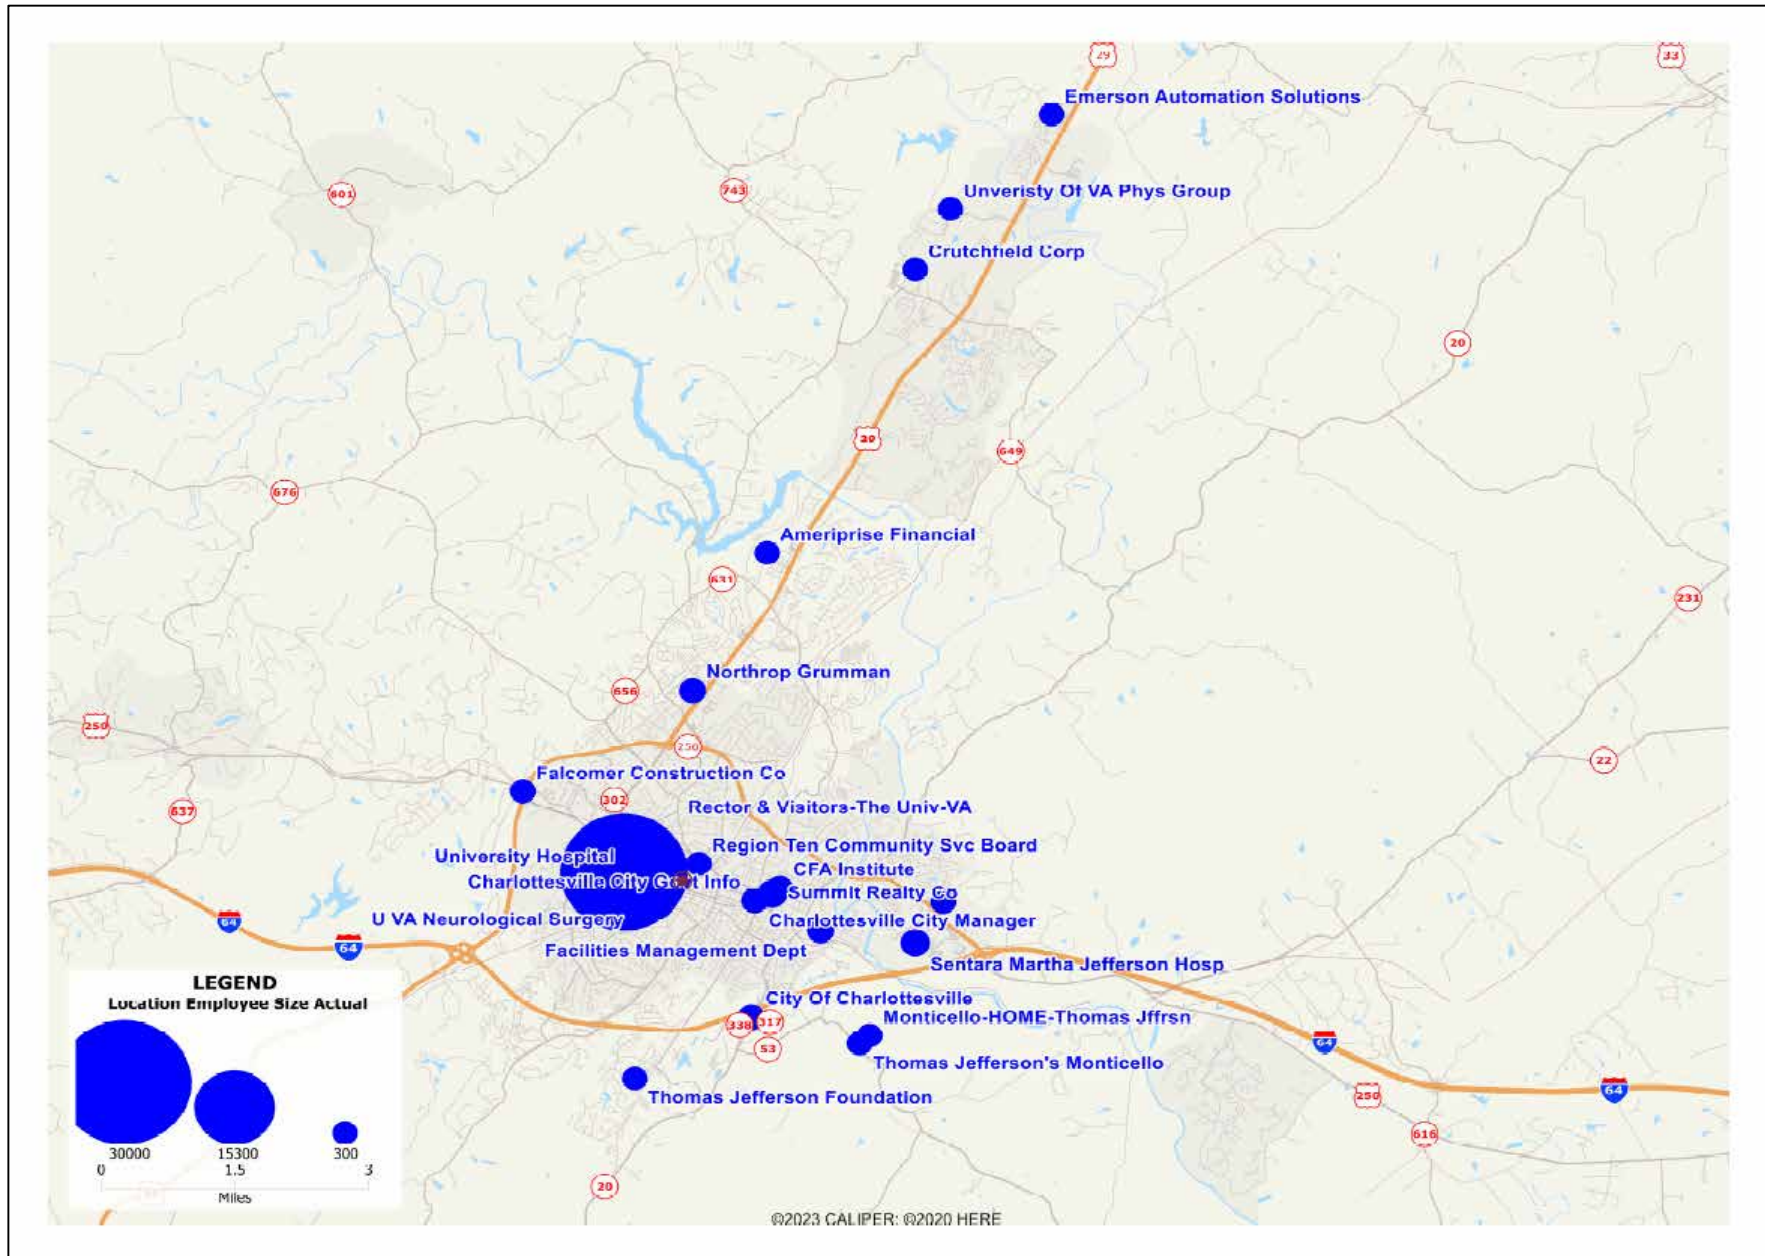 29
33
Emerson Automation Solutions
601
743
Unveristy Of VA Phys Group
Crutchfield Corp
20
29
649
676
Ameriprise Financial
631
231
Northrop Grumman
656
250
250
22
Falcomer Construction Co
302
637
Rector & Visitors-The Univ-VA
Region Ten Community Svc Board
University Hospital
CFA Institute
Charlottesville City Govt Info
Summit Realty Co
U VA Neurological Surgery
Charlottesville City Manager
64
64
Facilities Management Dept
Sentara Martha Jefferson Hosp
LEGEND
Location Employee Size Actual
City Of Charlottesville
Monticello-HOME-Thomas Jffrsn
338
317
53
64
Thomas Jefferson's Monticello
Thomas Jefferson Foundation
64
250
616
30000
15300
300
0
1.5
3
Miles
20
©2023 CALIPER; ©2020 HERE